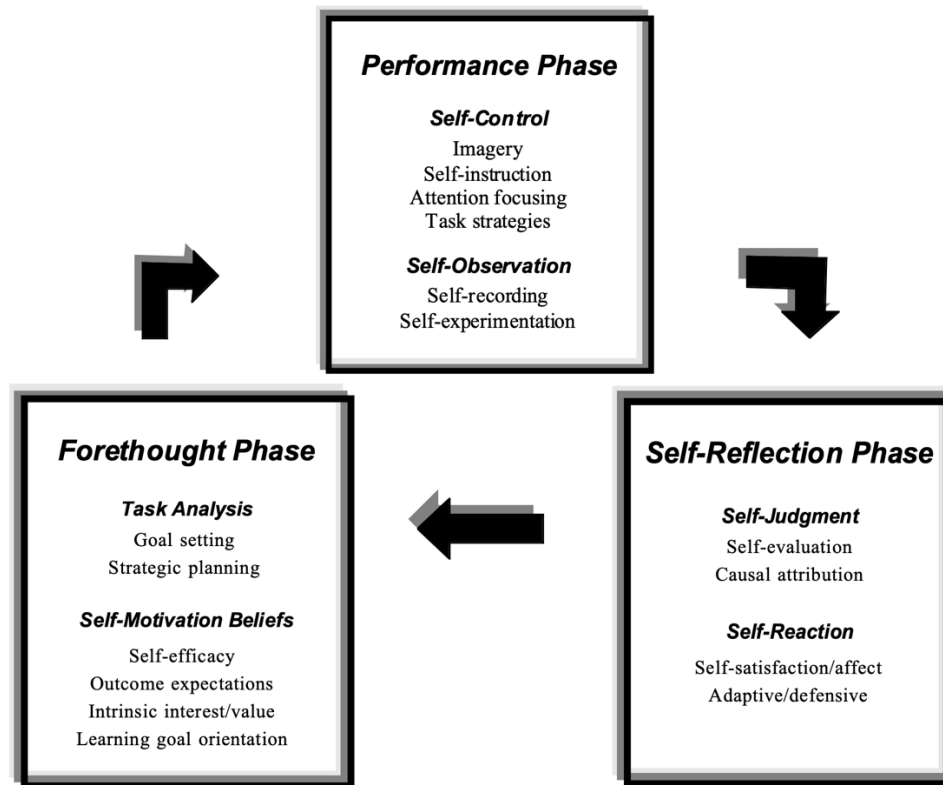 Performance Phase
Self-Control
Imagery
Self-instruction
Attention focusing
Task strategies
Self-Observation
Self-recording
Self-experimentation
Forethought Phase
Task Analysis
Goal setting
Strategic planning
Self-Motivation Beliefs
Self-efficacy
Outcome expectations
Intrinsic interest/value
Learning goal orientation
Self-Reflection Phase
Self-Judgment
Self-evaluation
Causal attribution
Self-Reaction
Self-satisfaction/affect
Adaptive/defensive